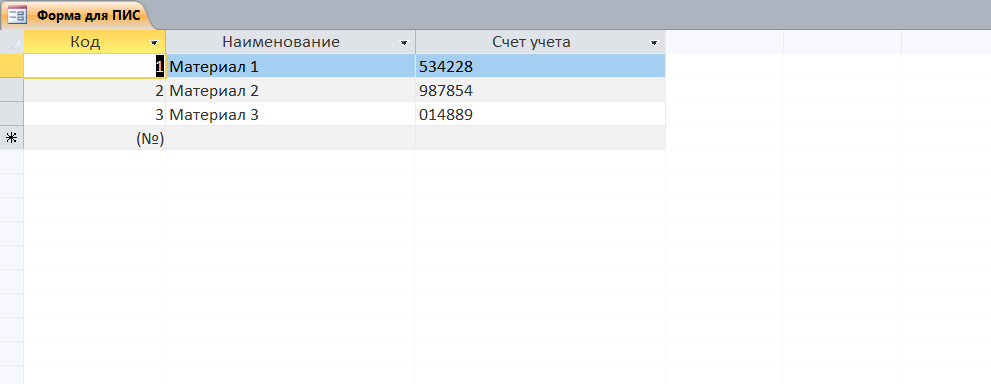 Форма для ПИС
Код Наименование Счет учета
1 Материал 1 534228
2 Материал 2 987854
3 Материал 3 014889
(№)